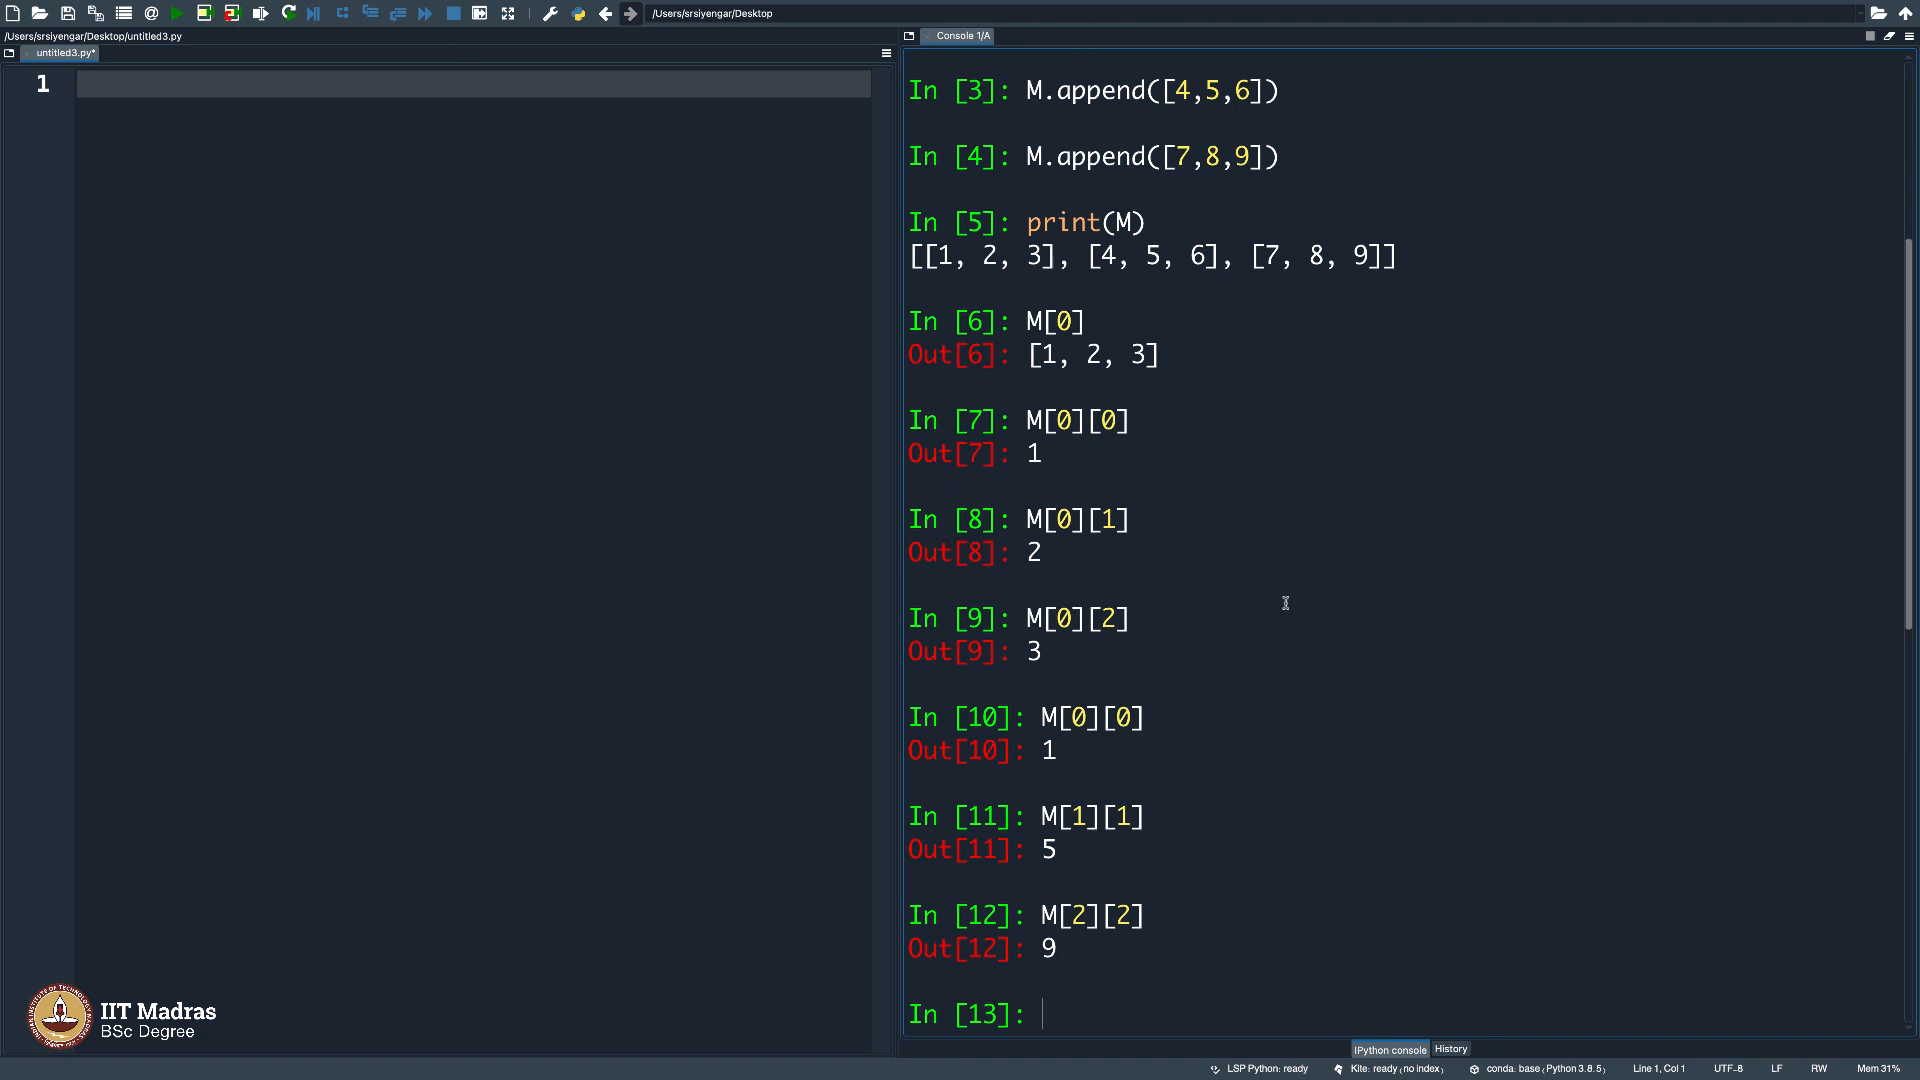 /Users/srsiyengar/Desktop
/Users/srsiyengar/Desktop/untitled3.py
untitled3.py*
1
Console 1/A
In [3]: M.append([4,5,6])
In [4]: M.append([7,8,9])
In [5]: print(M)
[[1, 2, 3], [4, 5, 6], [7, 8, 9]]
In [6]: M[0]
Out[6]: [1, 2, 3]
In [7]: M[0][0]
Out[7]: 1
In [8]: M[0][1]
Out[8]: 2
In [9]: M[0][2]
Out[9]: 3
In [10]: M[0][0]
Out[10]: 1
In [11]: M[1][1]
Out[11]: 5
In [12]: M[2][2]
Out[12]: 9
In [13]:
IIT Madras
BSc Degree
IPython console History
LSP Python: ready Kite: ready (no index) conda: base (Python 3.8.5) Line 1, Col 1 UTF-8 LF RW Mem 31%